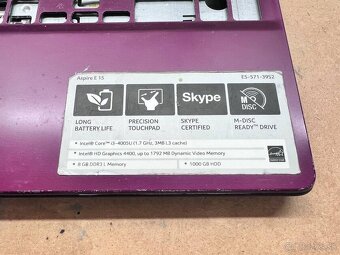 Aspire E 15 E5-571-3952
Skype
M
DISC
LONG BATTERY LIFE
PRECISION TOUCHPAD
SKYPE CERTIFIED
M-DISC READY™ DRIVE
• Intel® Core™ i3-4005U (1.7 GHz, 3MB L3 cache)
• Intel® HD Graphics 4400, up to 1792 MB Dynamic Video Memory
• 8 GB DDR3 L Memory • 1000 GB HDD